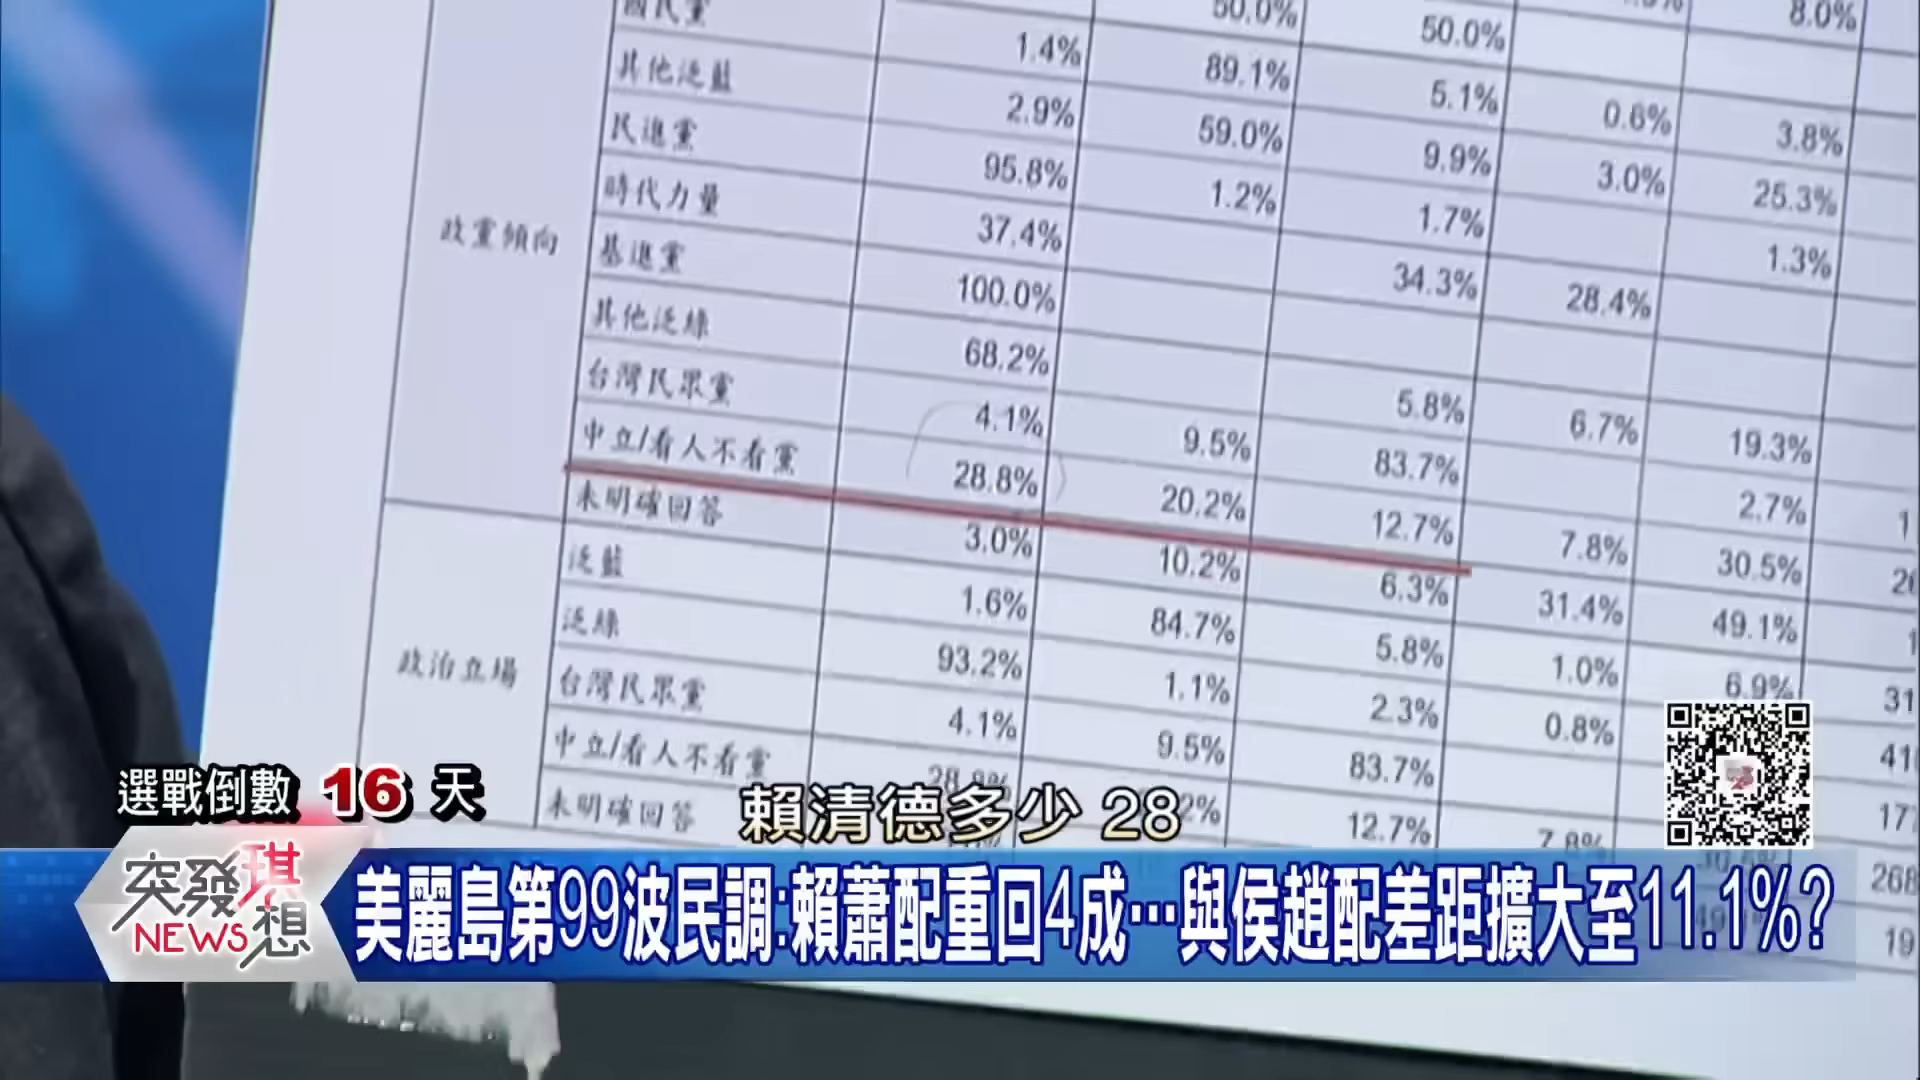 8.0%
50.0% 50.0%
國民黨 1.4% 89.1% 5.1% 0.6% 3.8%
其他泛藍 2.9% 59.0% 9.9% 3.0% 25.3%
民進黨 95.8% 1.2% 1.7% 1.3%
時代力量 37.4% 34.3% 28.4%
政黨傾向
基進黨 100.0%
其他泛綠 68.2% 5.8% 6.7% 19.3%
台灣民眾黨 4.1% 9.5% 83.7% 2.7%
中立/看人不看黨 28.8% 20.2% 12.7% 7.8% 30.5%
未明確回答 3.0% 10.2% 6.3% 31.4% 49.1%
泛藍 1.6% 84.7% 5.8% 1.0% 6.9%
泛綠 93.2% 1.1% 2.3% 0.8%
政治立場
台灣民眾黨 4.1% 9.5% 83.7%
中立/看人不看黨 28.8% 12.7% 7.8%
未明確回答
選戰倒數 16 天
賴清德多少 28
突發琪想
NEWS
美麗島第99波民調:賴蕭配重回4成…與侯趙配差距擴大至11.1%?